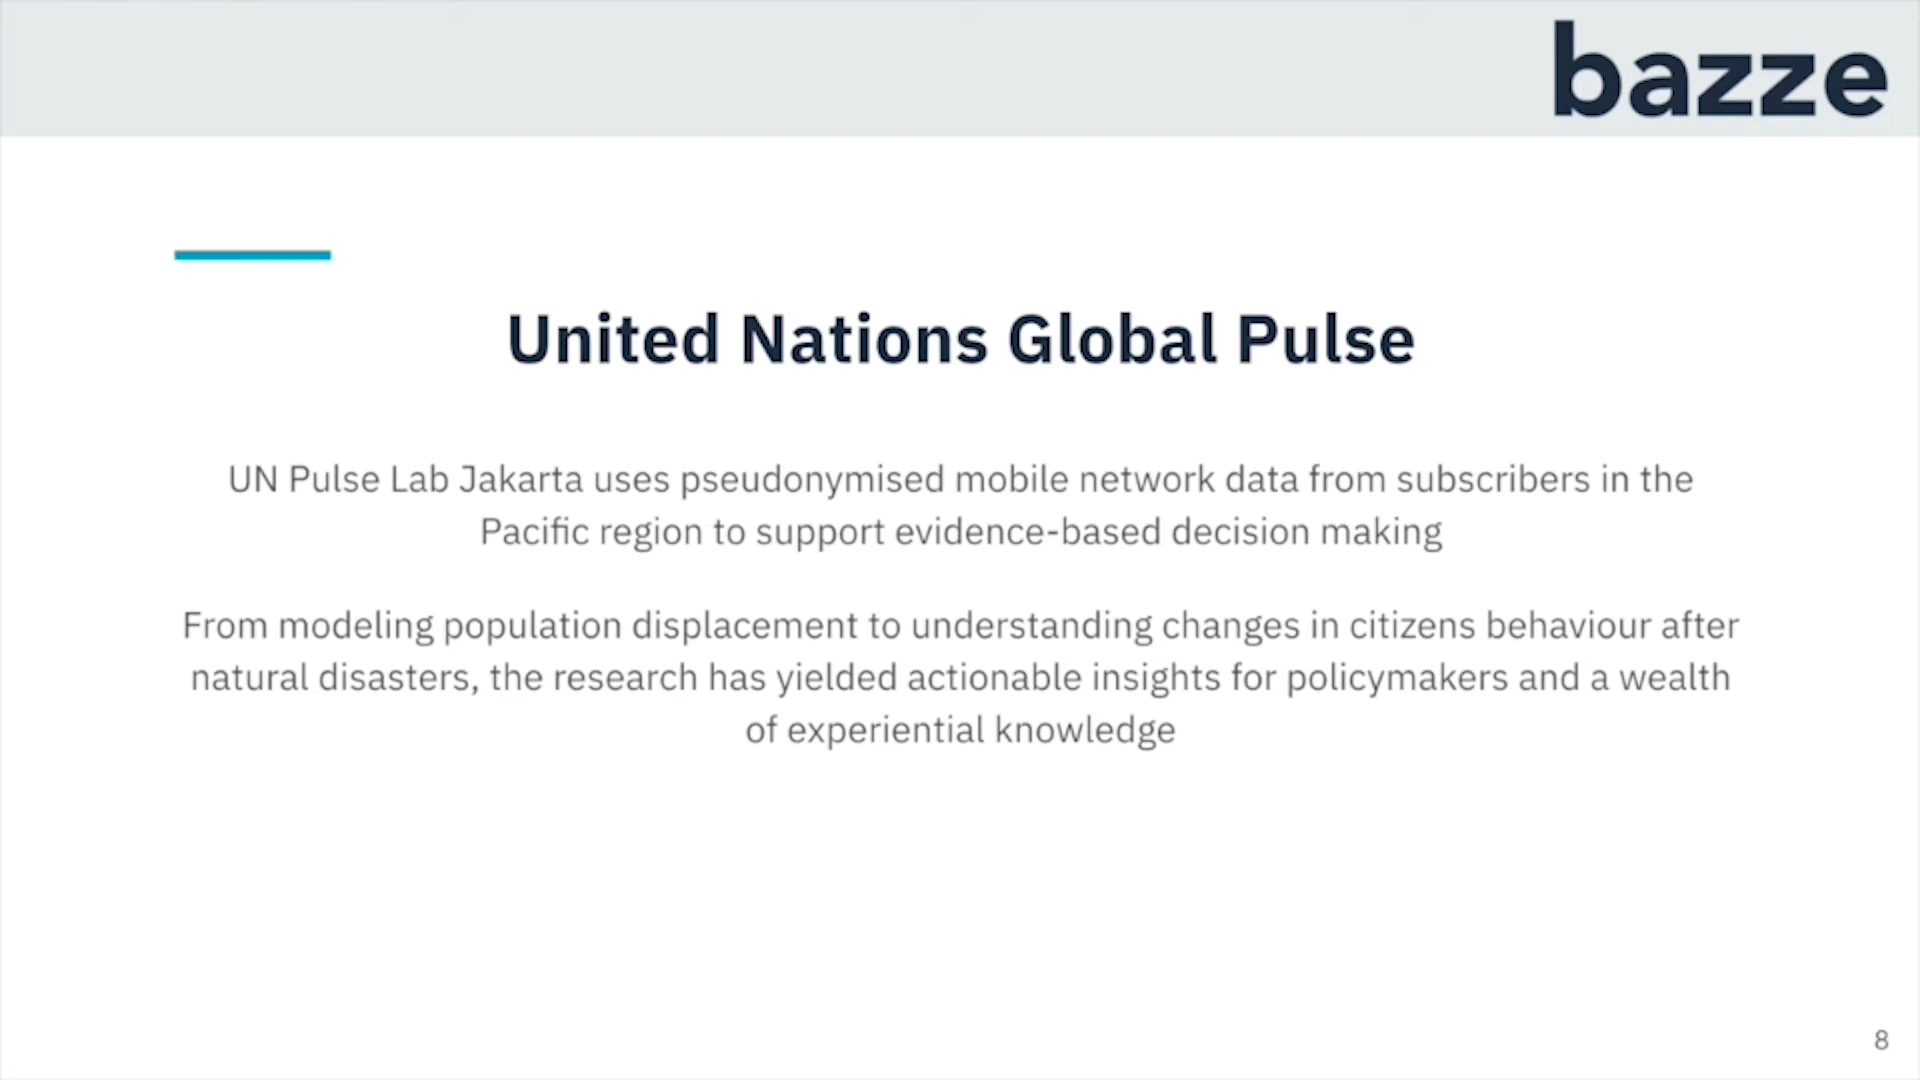 bazze
United Nations Global Pulse
UN Pulse Lab Jakarta uses pseudonymised mobile network data from subscribers in the
Pacific region to support evidence-based decision making
From modeling population displacement to understanding changes in citizens behaviour after
natural disasters, the research has yielded actionable insights for policymakers and a wealth
of experiential knowledge
8